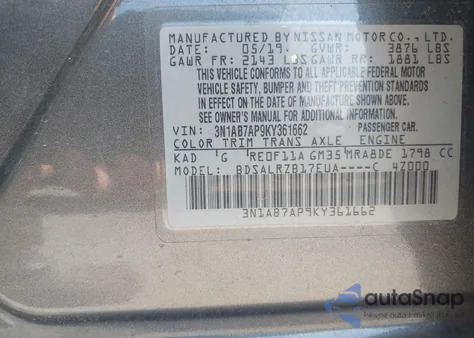 MANUFACTURED BY NISSAN MOTOR CO., LTD.
DATE: 05/19 GVWR: 3876 LBS
GAWR FR: 2143 LBS GAWR RR: 1881 LBS
THIS VEHICLE CONFORMS TO ALL APPLICABLE FEDERAL MOTOR
VEHICLE SAFETY, BUMPER AND THEFT PREVENTION STANDARDS
IN EFFECT ON THE DATE OF MANUFACTURE SHOWN ABOVE.
SEE OWNER'S MANUAL FOR ADDITIONAL INFORMATION.
VIN: 3N1AB7AP9KY361662 PASSENGER CAR.
COLOR TRIM TRANS AXLE ENGINE
KAD G RE0F11A GM35 MRA8DE 1798 CC
MODEL: BDSALRZB17EUA----C 4Z000
3N1AB7AP9KY361662
autoSnap